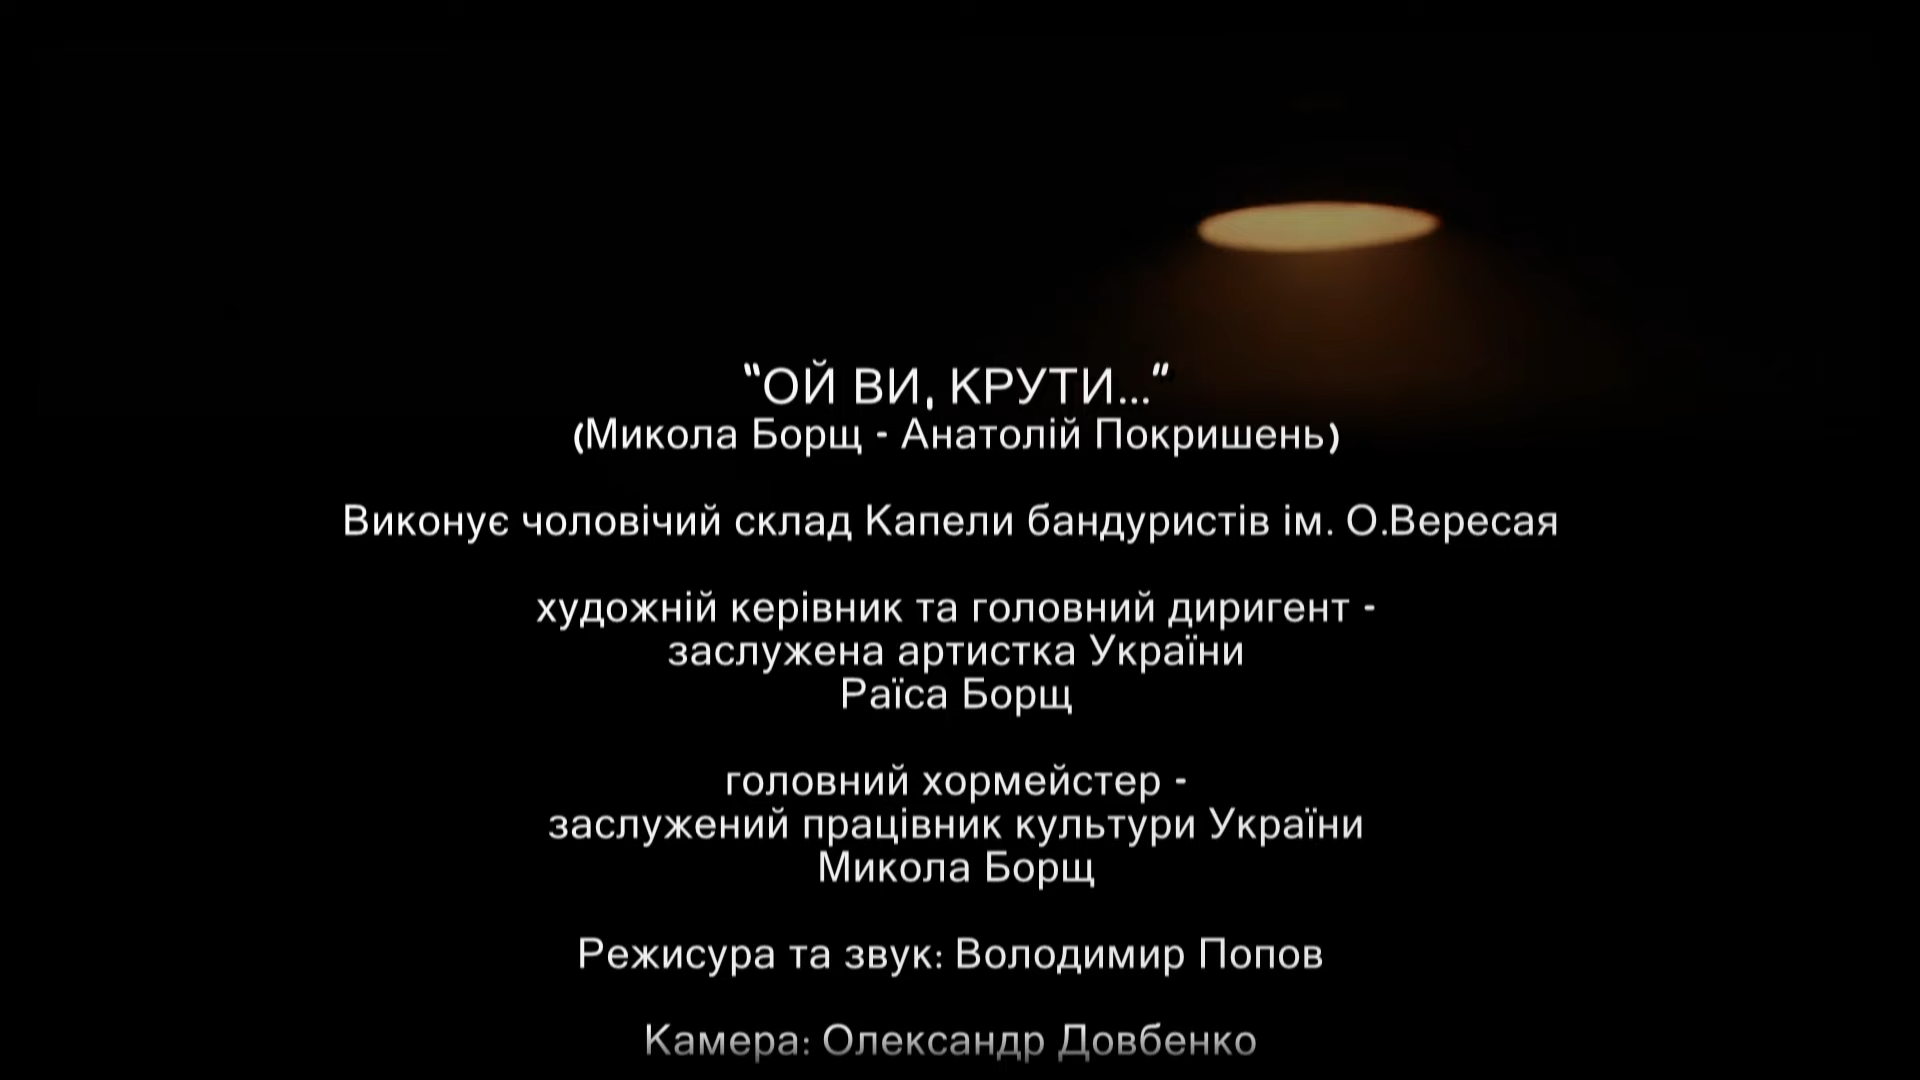 "ОЙ ВИ, КРУТИ..."
(Микола Борщ - Анатолій Покришень)
Виконує чоловічий склад Капели бандуристів ім. О.Вересая
художній керівник та головний диригент -
заслужена артистка України
Раїса Борщ
головний хормейстер -
заслужений працівник культури України
Микола Борщ
Режисура та звук: Володимир Попов
Камера: Олександр Довбенко